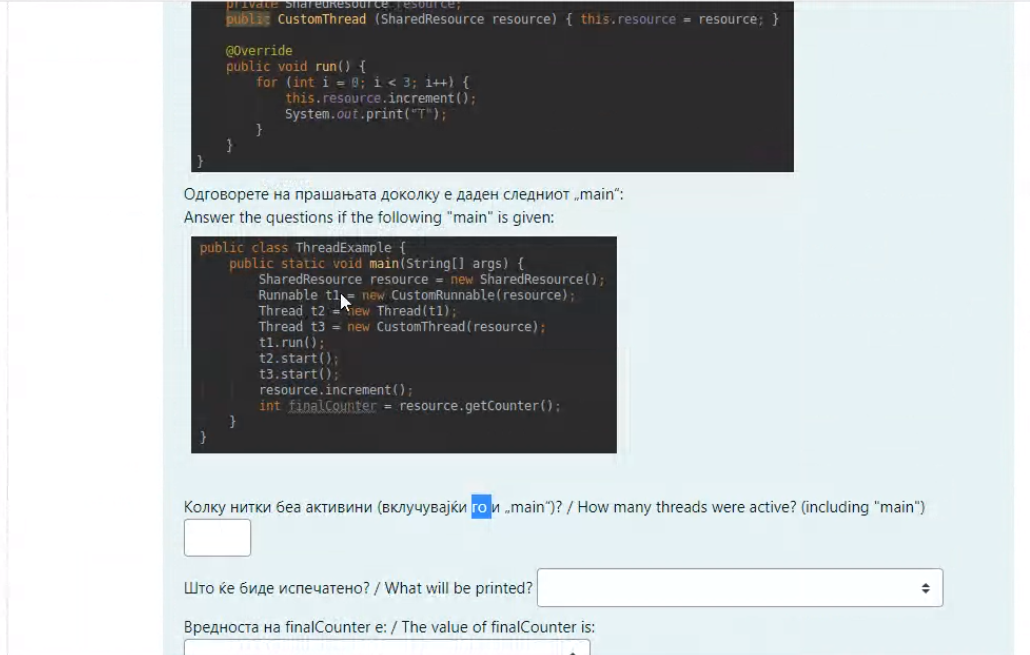 private SharedResource resource;
public CustomThread (SharedResource resource) { this.resource = resource; }
@Override
public void run() {
for (int i = 0; i < 3; i++) {
this.resource.increment();
System.out.print("T");
}
}
}
Одговорете на прашањата доколку е даден следниот „main“:
Answer the questions if the following "main" is given:
public class ThreadExample {
public static void main(String[] args) {
SharedResource resource = new SharedResource();
Runnable t1 = new CustomRunnable(resource);
Thread t2 = new Thread(t1);
Thread t3 = new CustomThread(resource);
t1.run();
t2.start();
t3.start();
resource.increment();
int finalCounter = resource.getCounter();
}
}
Колку нитки беа активини (вклучувајќи го и „main“)? / How many threads were active? (including "main")
Што ќе биде испечатено? / What will be printed?
Вредноста на finalCounter е: / The value of finalCounter is: